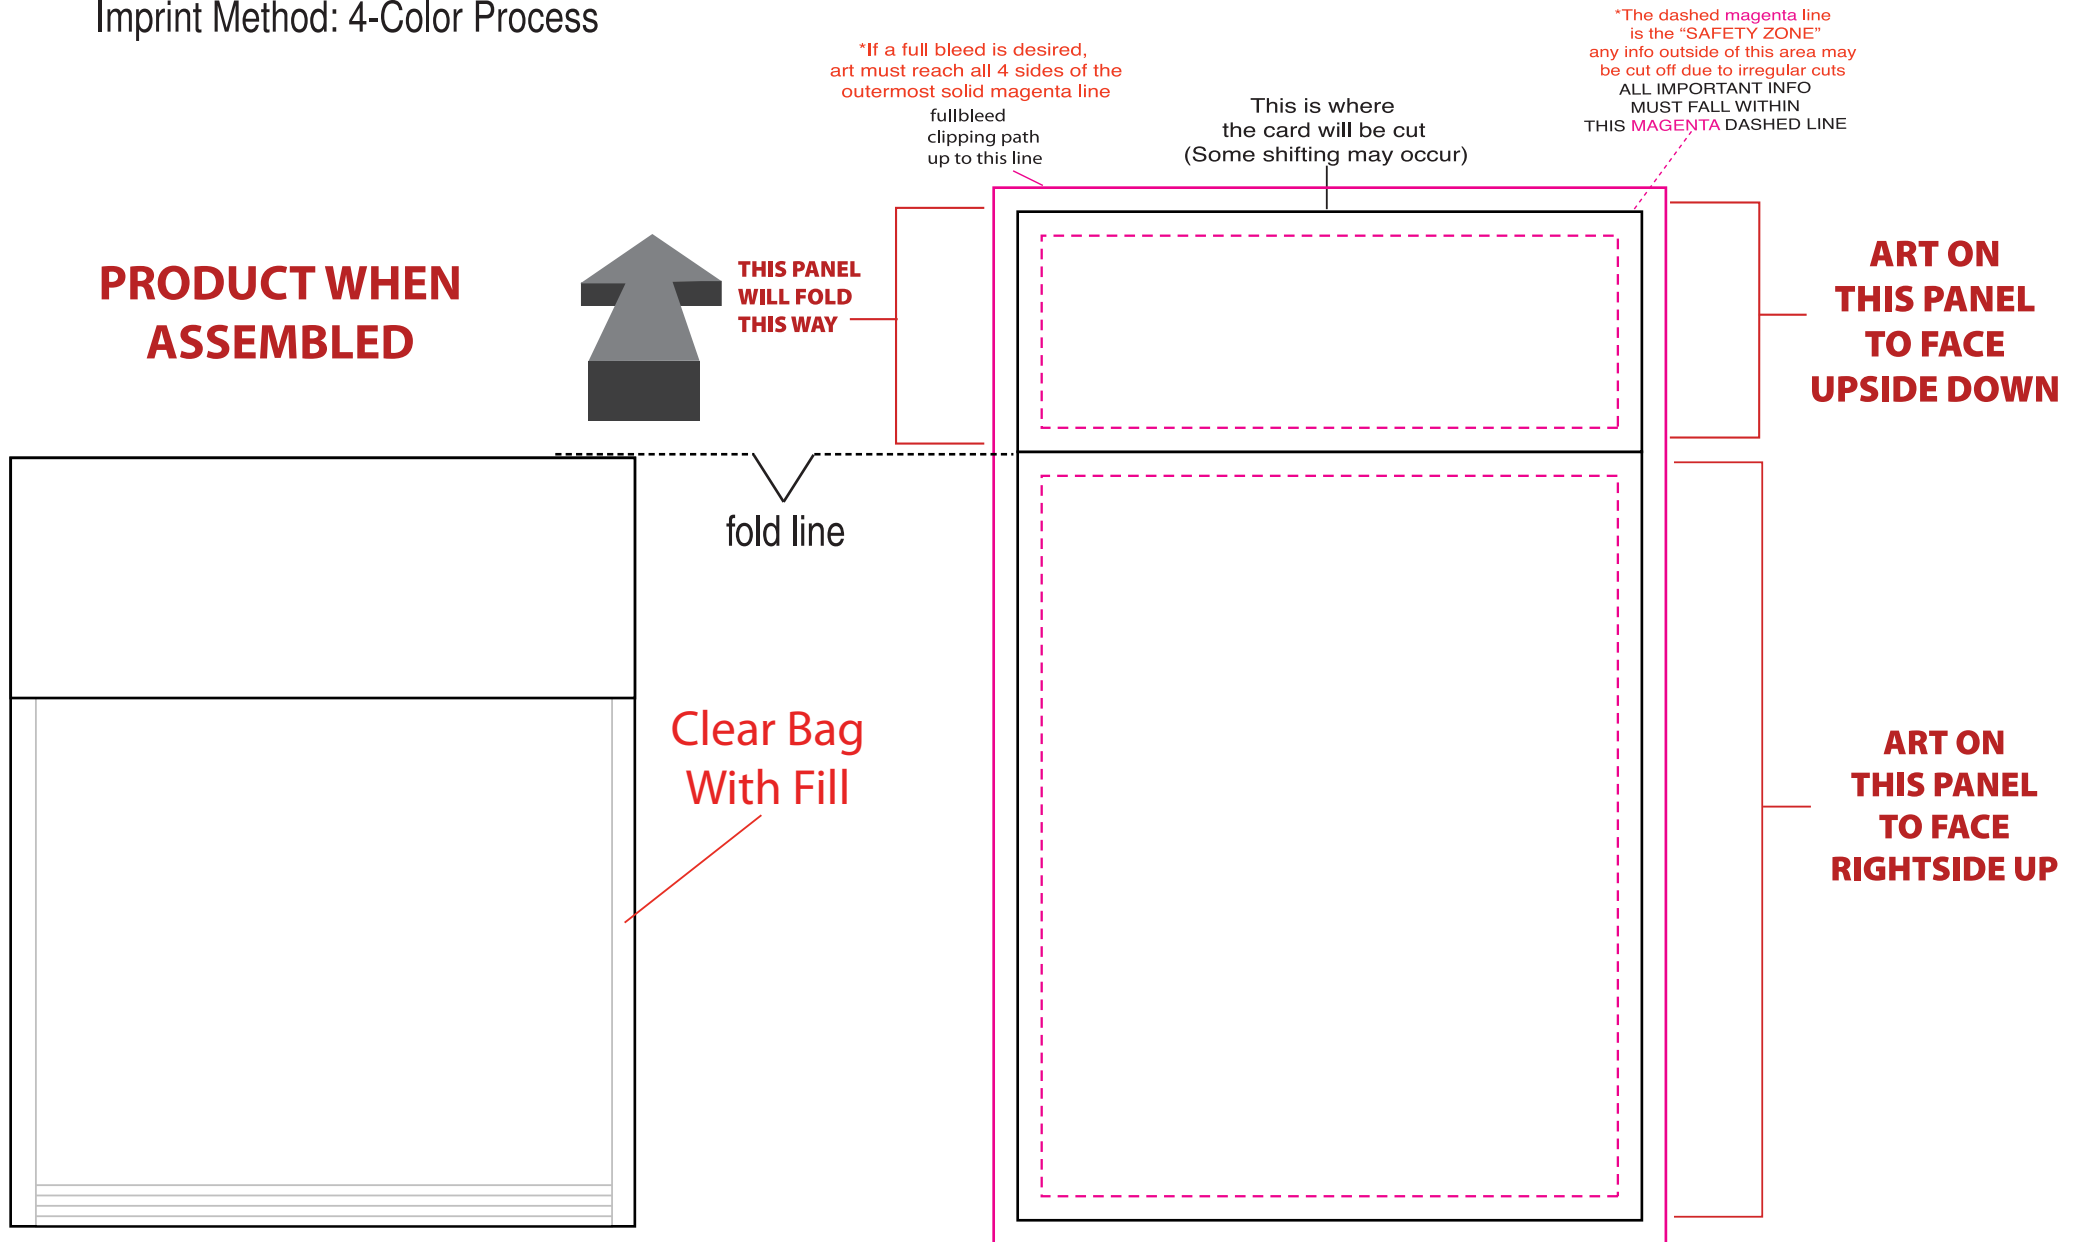 Imprint Method: 4-Color Process
*If a full bleed is desired,
art must reach all 4 sides of the
outermost solid magenta line
fullbleed
clipping path
up to this line
This is where
the card will be cut
(Some shifting may occur)
*The dashed magenta line
is the “SAFETY ZONE”
any info outside of this area may
be cut off due to irregular cuts
ALL IMPORTANT INFO
MUST FALL WITHIN
THIS MAGENTA DASHED LINE
PRODUCT WHEN
ASSEMBLED
THIS PANEL
WILL FOLD
THIS WAY
ART ON
THIS PANEL
TO FACE
UPSIDE DOWN
fold line
Clear Bag
With Fill
ART ON
THIS PANEL
TO FACE
RIGHTSIDE UP